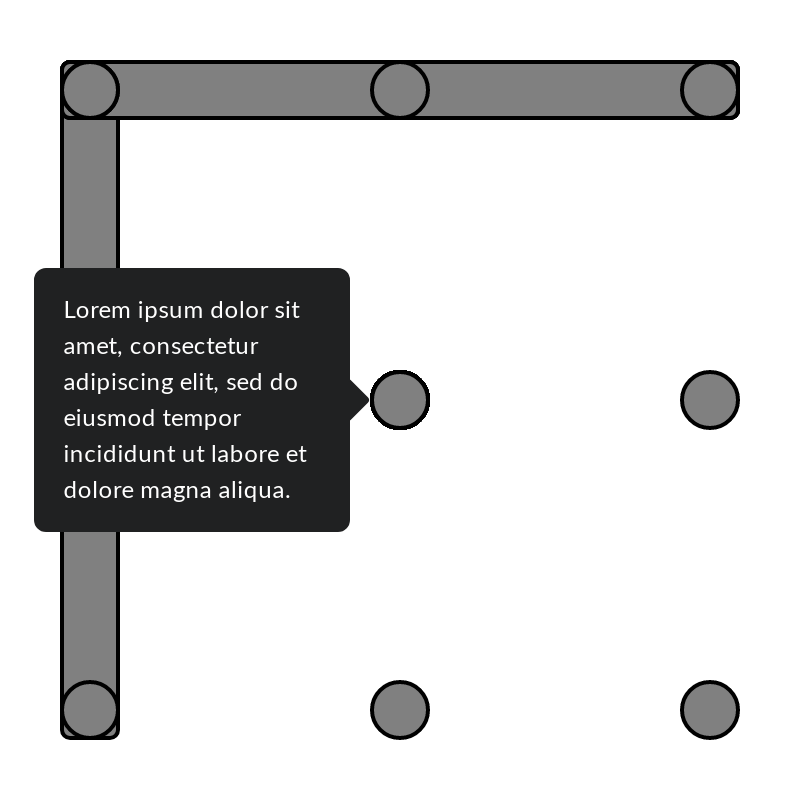 Lorem ipsum dolor sit
amet, consectetur
adipiscing elit, sed do
eiusmod tempor
incididunt ut labore et
dolore magna aliqua.